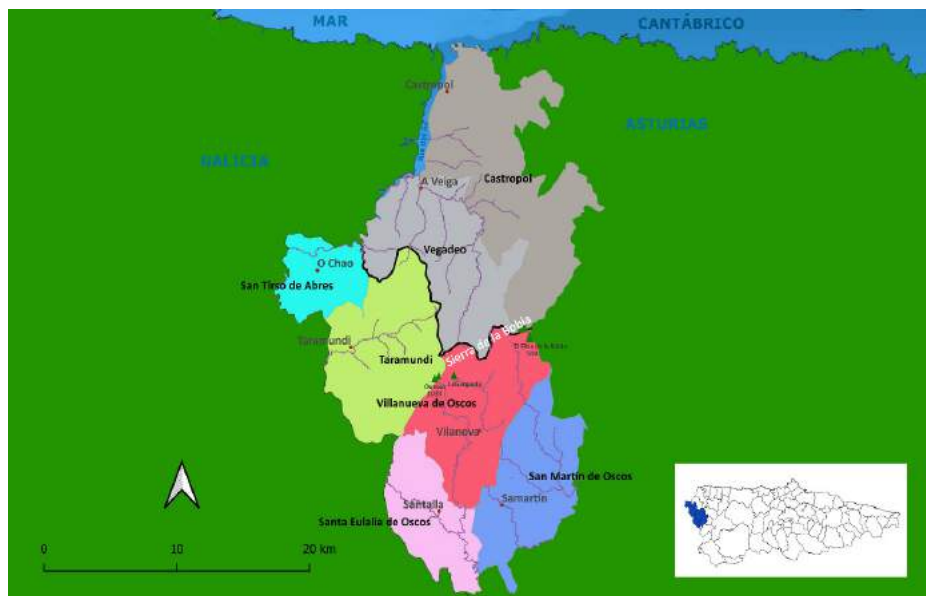 MAR
CANTÁBRICO
Castropol
ASTURIAS
GALICIA
A Veiga
Castropol
Vegadeo
O Chao
San Tirso de Abres
Sierra de la Bobia
Taramundi
Taramundi
Villanueva de Oscos
Vilanova
San Martín de Oscos
Samartín
Santalla
Santa Eulalia de Oscos
0 10 20 km